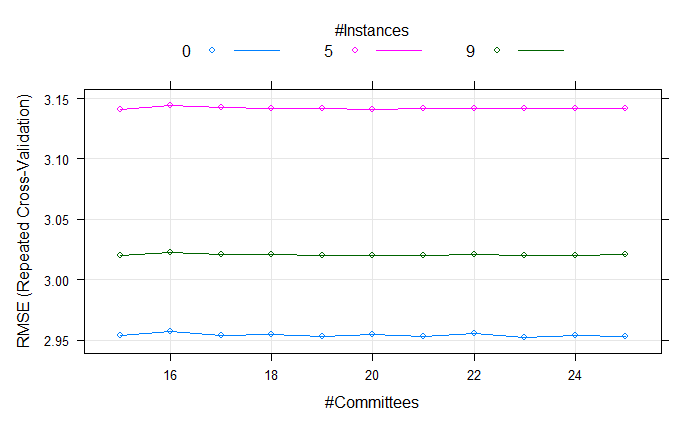 #Instances
0 5 9
RMSE (Repeated Cross-Validation)
3.15
3.10
3.05
3.00
2.95
16 18 20 22 24
#Committees